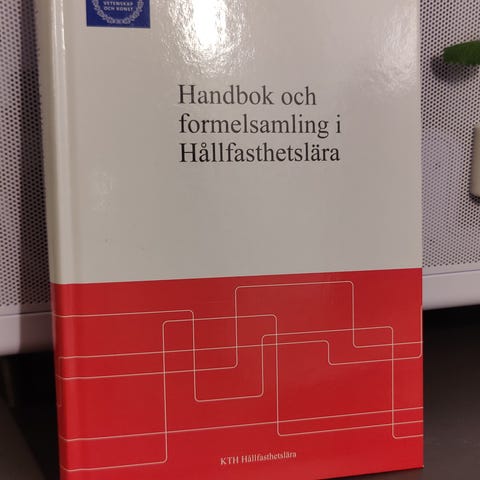 VETENSKAP
OCH KONST
Handbok och
formelsamling i
Hållfasthetslära
KTH Hållfasthetslära